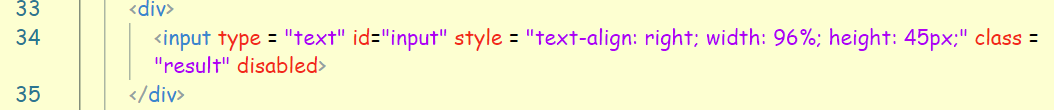 33 <div>
34 <input type = "text" id="input" style = "text-align: right; width: 96%; height: 45px;" class =
"result" disabled>
35 </div>